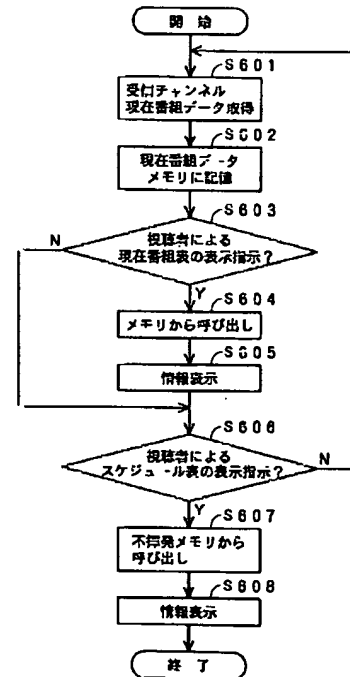 開 始
S601
受信チャンネル
現在番組データ取得
S602
現在番組データ
メモリに記憶
S603
視聴者による
現在番組表の表示指示?
N
Y
S604
メモリから呼び出し
S605
情報表示
S606
視聴者による
スケジュール表の表示指示?
N
Y
S607
不揮発メモリから
呼び出し
S608
情報表示
終 了